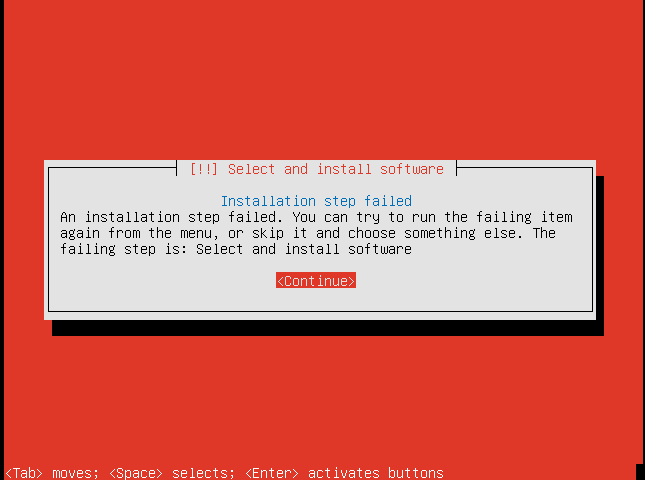 [!!] Select and install software
Installation step failed
An installation step failed. You can try to run the failing item
again from the menu, or skip it and choose something else. The
failing step is: Select and install software
<Continue>
<Tab> moves; <Space> selects; <Enter> activates buttons